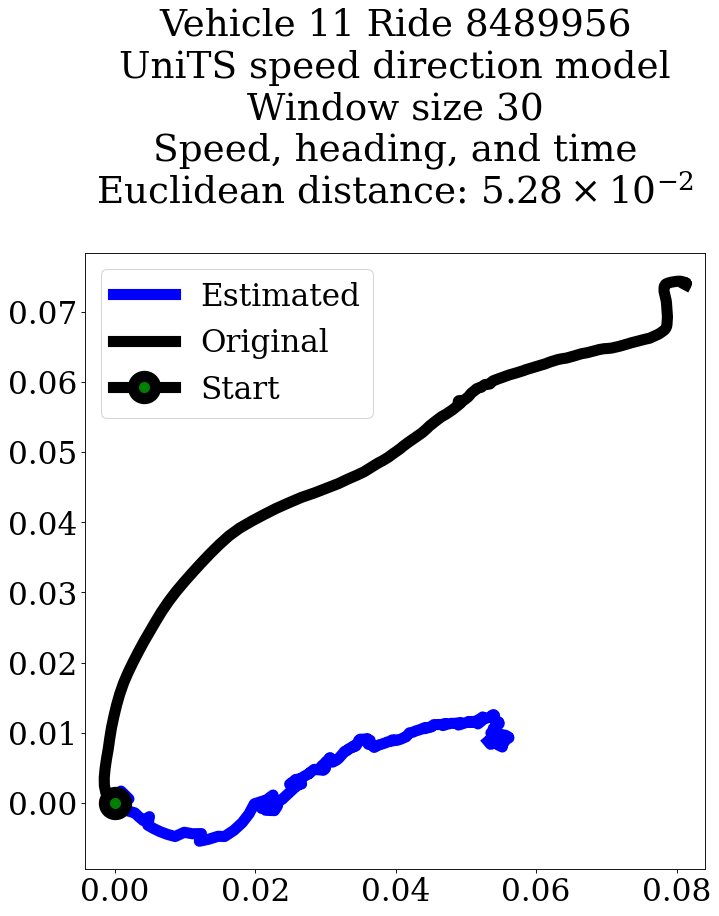 Vehicle 11 Ride 8489956
UniTS speed direction model
Window size 30
Speed, heading, and time
Euclidean distance: 5.28 × 10⁻²
Estimated
Original
Start
0.07
0.06
0.05
0.04
0.03
0.02
0.01
0.00
0.00 0.02 0.04 0.06 0.08